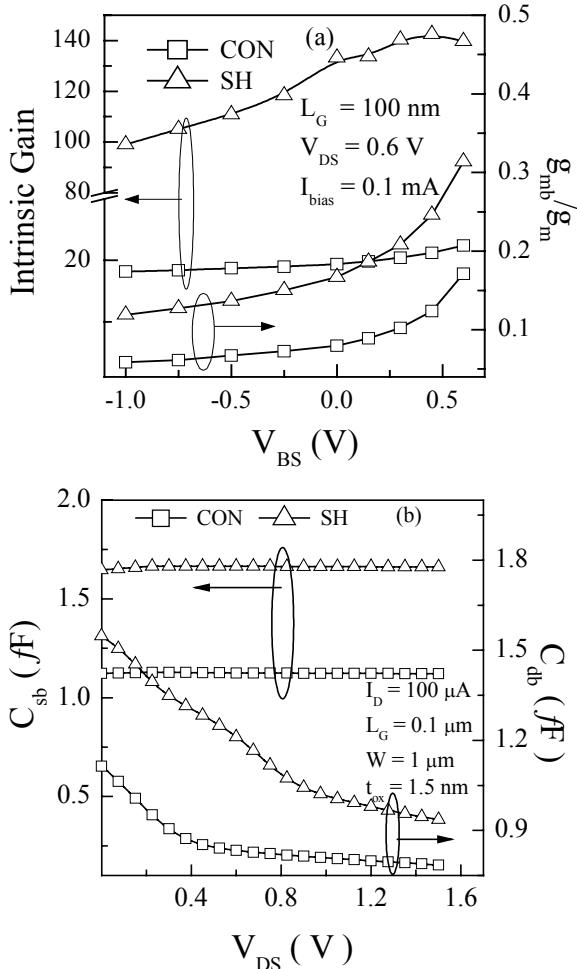 (a)
CON
SH
L_G = 100 nm
V_DS = 0.6 V
I_bias = 0.1 mA
Intrinsic Gain
140
120
100
80
20
g_mb/g_m
0.5
0.4
0.3
0.2
0.1
-1.0 -0.5 0.0 0.5
V_BS (V)
(b)
CON SH
I_D = 100 μA
L_G = 0.1 μm
W = 1 μm
t_ox = 1.5 nm
C_sb (fF)
2.0
1.5
1.0
0.5
C_db (fF)
1.8
1.5
1.2
0.9
0.4 0.8 1.2 1.6
V_DS ( V )